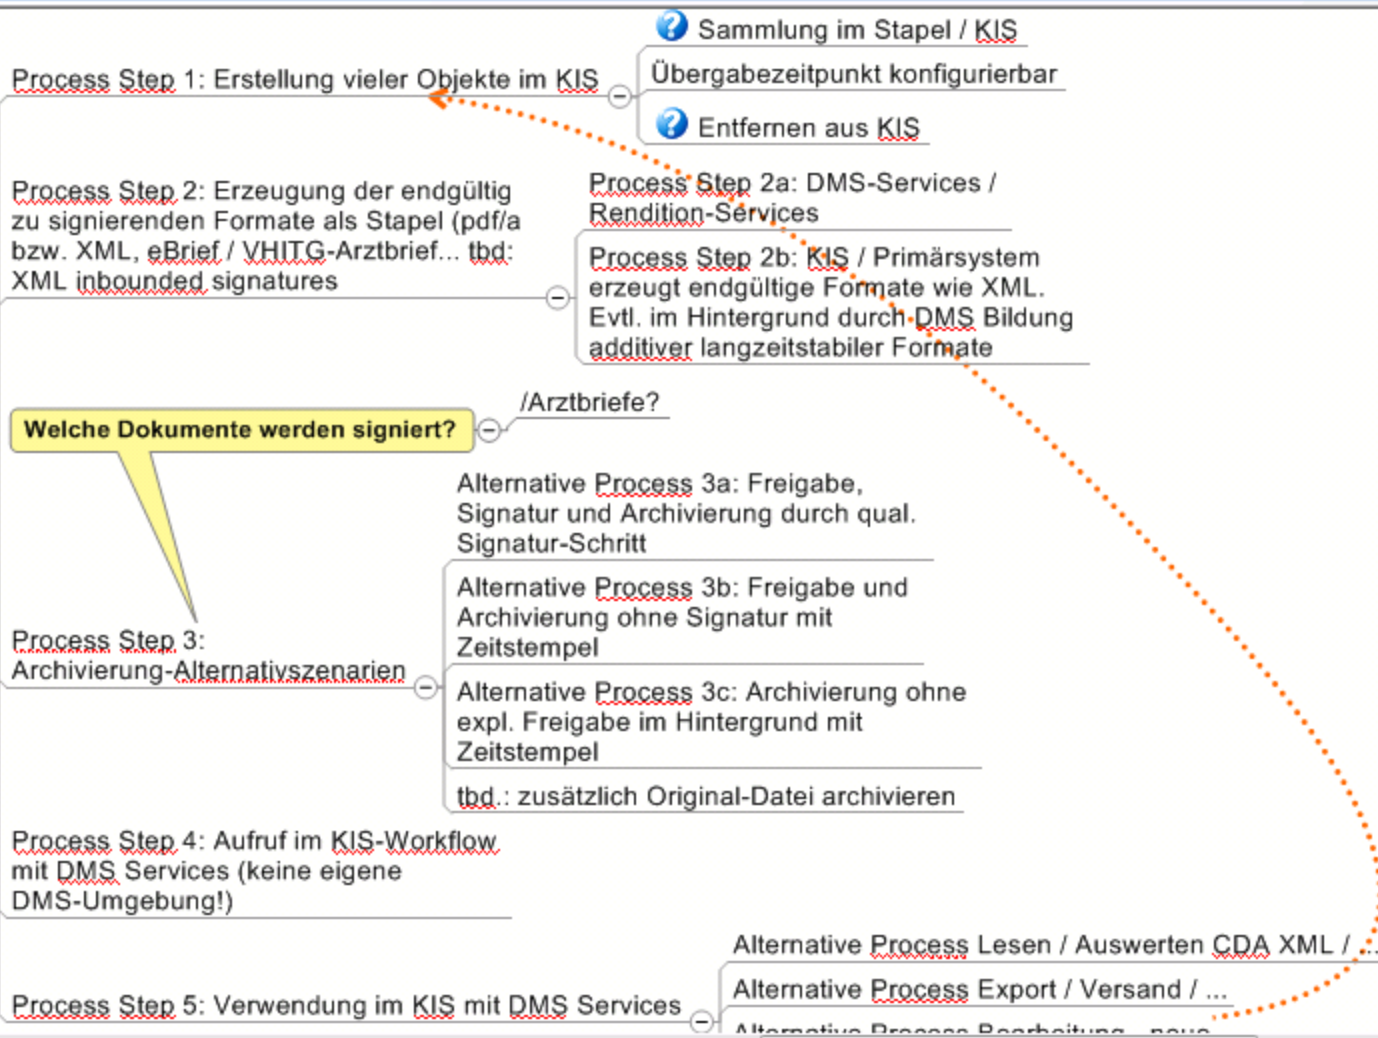 Sammlung im Stapel / KIS
Process Step 1: Erstellung vieler Objekte im KIS
Übergabezeitpunkt konfigurierbar
Entfernen aus KIS
Process Step 2: Erzeugung der endgültig
zu signierenden Formate als Stapel (pdf/a
bzw. XML, eBrief / VHITG-Arztbrief... tbd:
XML inbounded signatures
Process Step 2a: DMS-Services /
Rendition-Services
Process Step 2b: KIS / Primärsystem
erzeugt endgültige Formate wie XML.
Evtl. im Hintergrund durch DMS Bildung
additiver langzeitstabiler Formate
Welche Dokumente werden signiert?
/Arztbriefe?
Process Step 3:
Archivierung-Alternativszenarien
Alternative Process 3a: Freigabe,
Signatur und Archivierung durch qual.
Signatur-Schritt
Alternative Process 3b: Freigabe und
Archivierung ohne Signatur mit
Zeitstempel
Alternative Process 3c: Archivierung ohne
expl. Freigabe im Hintergrund mit
Zeitstempel
tbd.: zusätzlich Original-Datei archivieren
Process Step 4: Aufruf im KIS-Workflow
mit DMS Services (keine eigene
DMS-Umgebung!)
Process Step 5: Verwendung im KIS mit DMS Services
Alternative Process Lesen / Auswerten CDA XML / ...
Alternative Process Export / Versand / ...
Alternative Process Bearbeitung - neue